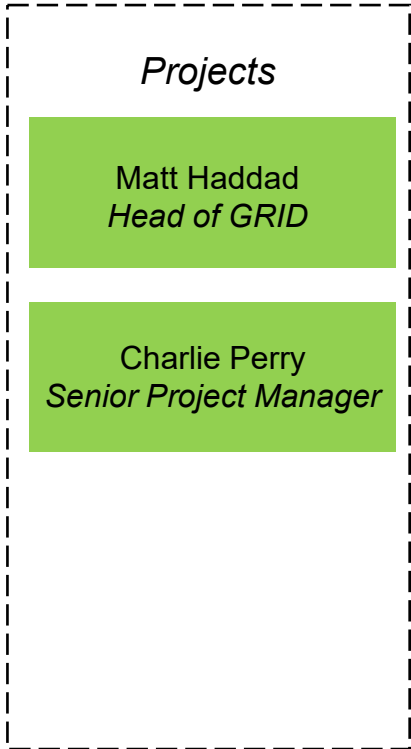 Projects
Matt Haddad
Head of GRID
Charlie Perry
Senior Project Manager